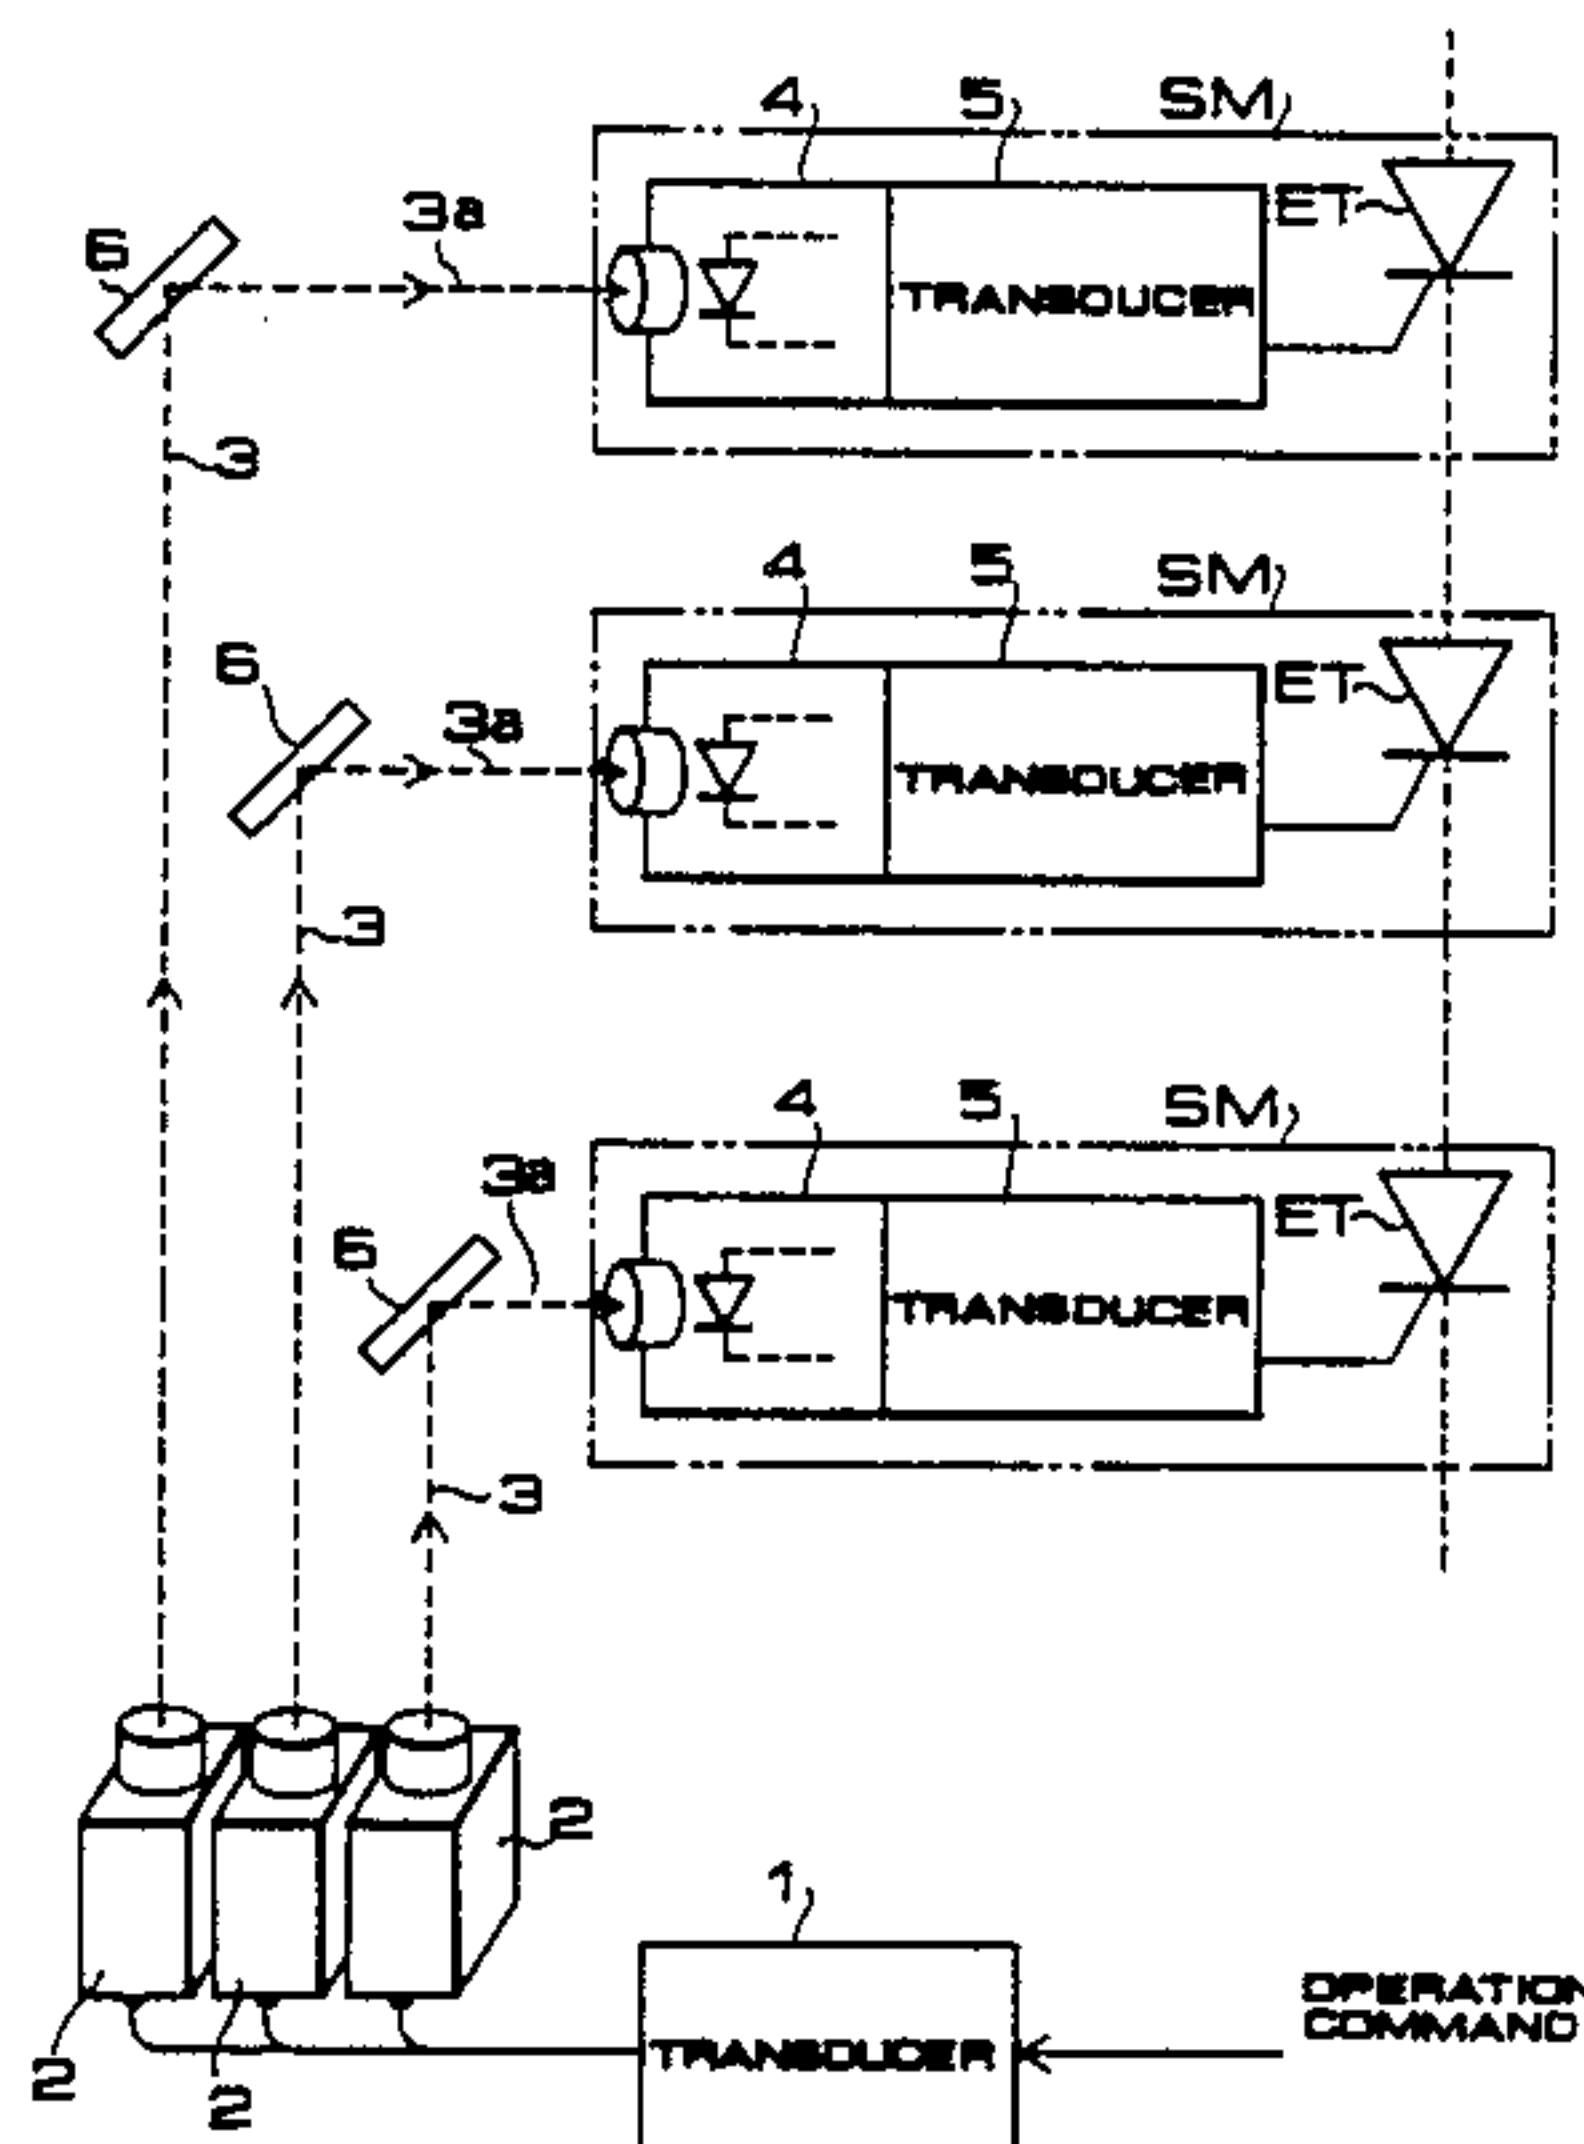 4 5 SM
ET
6 3a
TRANSDUCER
3
4 5 SM
6 ET
3a
TRANSDUCER
3
4 5 SM
3a
6 ET
TRANSDUCER
3
2
1
OPERATION
COMMAND
TRANSDUCER
2
2